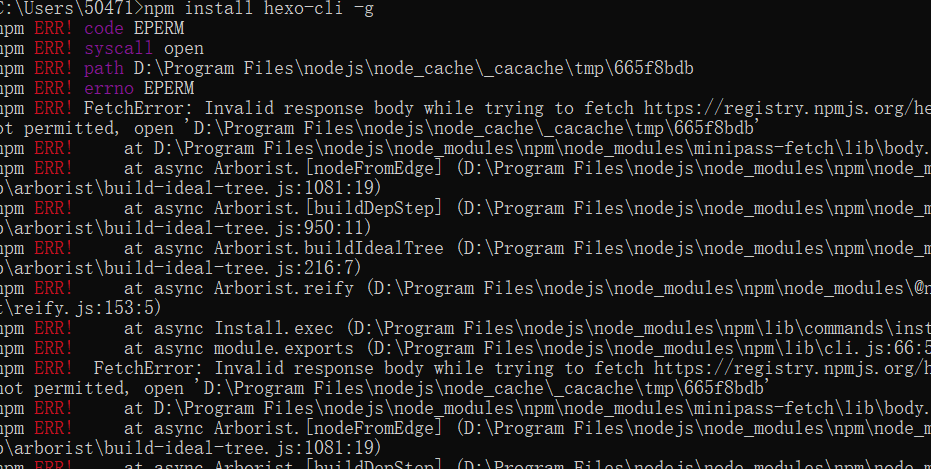 C:\Users\50471>npm install hexo-cli -g
npm ERR! code EPERM
npm ERR! syscall open
npm ERR! path D:\Program Files\nodejs\node_cache\_cacache\tmp\665f8bdb
npm ERR! errno EPERM
npm ERR! FetchError: Invalid response body while trying to fetch https://registry.npmjs.org/he
ot permitted, open 'D:\Program Files\nodejs\node_cache\_cacache\tmp\665f8bdb'
npm ERR!     at D:\Program Files\nodejs\node_modules\npm\node_modules\minipass-fetch\lib\body.
npm ERR!     at async Arborist.[nodeFromEdge] (D:\Program Files\nodejs\node_modules\npm\node_m
o\arborist\build-ideal-tree.js:1081:19)
npm ERR!     at async Arborist.[buildDepStep] (D:\Program Files\nodejs\node_modules\npm\node_m
o\arborist\build-ideal-tree.js:950:11)
npm ERR!     at async Arborist.buildIdealTree (D:\Program Files\nodejs\node_modules\npm\node_m
o\arborist\build-ideal-tree.js:216:7)
npm ERR!     at async Arborist.reify (D:\Program Files\nodejs\node_modules\npm\node_modules\@n
t\reify.js:153:5)
npm ERR!     at async Install.exec (D:\Program Files\nodejs\node_modules\npm\lib\commands\inst
npm ERR!     at async module.exports (D:\Program Files\nodejs\node_modules\npm\lib\cli.js:66:5
npm ERR!  FetchError: Invalid response body while trying to fetch https://registry.npmjs.org/h
not permitted, open 'D:\Program Files\nodejs\node_cache\_cacache\tmp\665f8bdb'
npm ERR!     at D:\Program Files\nodejs\node_modules\npm\node_modules\minipass-fetch\lib\body.
npm ERR!     at async Arborist.[nodeFromEdge] (D:\Program Files\nodejs\node_modules\npm\node_m
o\arborist\build-ideal-tree.js:1081:19)
npm ERR!     at async Arborist.[buildDepStep] (D:\Program Files\nodejs\node_modules\npm\node_m